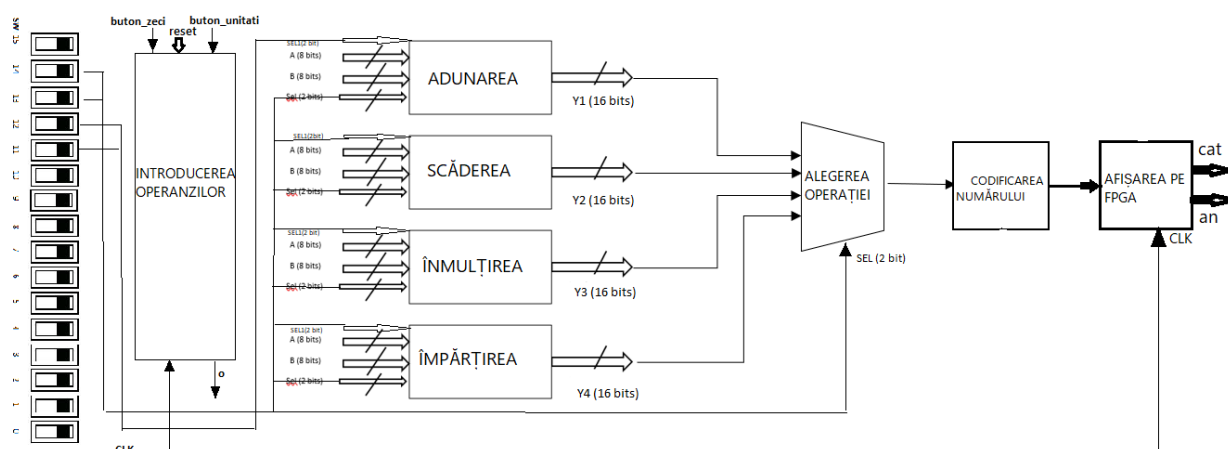 buton_zeci
buton_unitati
reset
SW
15
14
13
12
11
10
9
8
7
6
5
4
3
2
1
0
INTRODUCEREA
OPERANZILOR
o
CLK
SEL1(2 bit)
A (8 bits)
B (8 bits)
Sel (2 bits)
ADUNAREA
Y1 (16 bits)
SEL1(2bit)
A (8 bits)
B (8 bits)
Sel (2 bits)
SCĂDEREA
Y2 (16 bits)
SEL1(2 bit)
A (8 bits)
B (8 bits)
Sel (2 bits)
ÎNMULȚIREA
Y3 (16 bits)
SEL1(2 bit)
A (8 bits)
B (8 bits)
Sel (2 bits)
ÎMPĂRȚIREA
Y4 (16 bits)
ALEGEREA
OPERAȚIEI
SEL (2 bit)
CODIFICAREA
NUMĂRULUI
AFIȘAREA PE
FPGA
cat
an
CLK